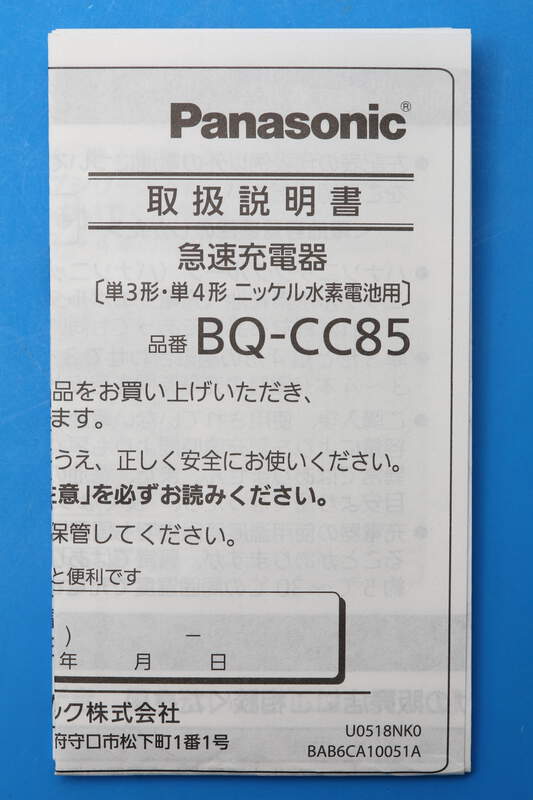 Panasonic®
取扱説明書
急速充電器
〔単3形・単4形 ニッケル水素電池用〕
品番 BQ-CC85
品をお買い上げいただき、
ます。
うえ、正しく安全にお使いください。
意」を必ずお読みください。
保管してください。
と便利です
) −
年 月 日
ック株式会社
府守口市松下町1番1号
U0518NK0
BAB6CA10051A